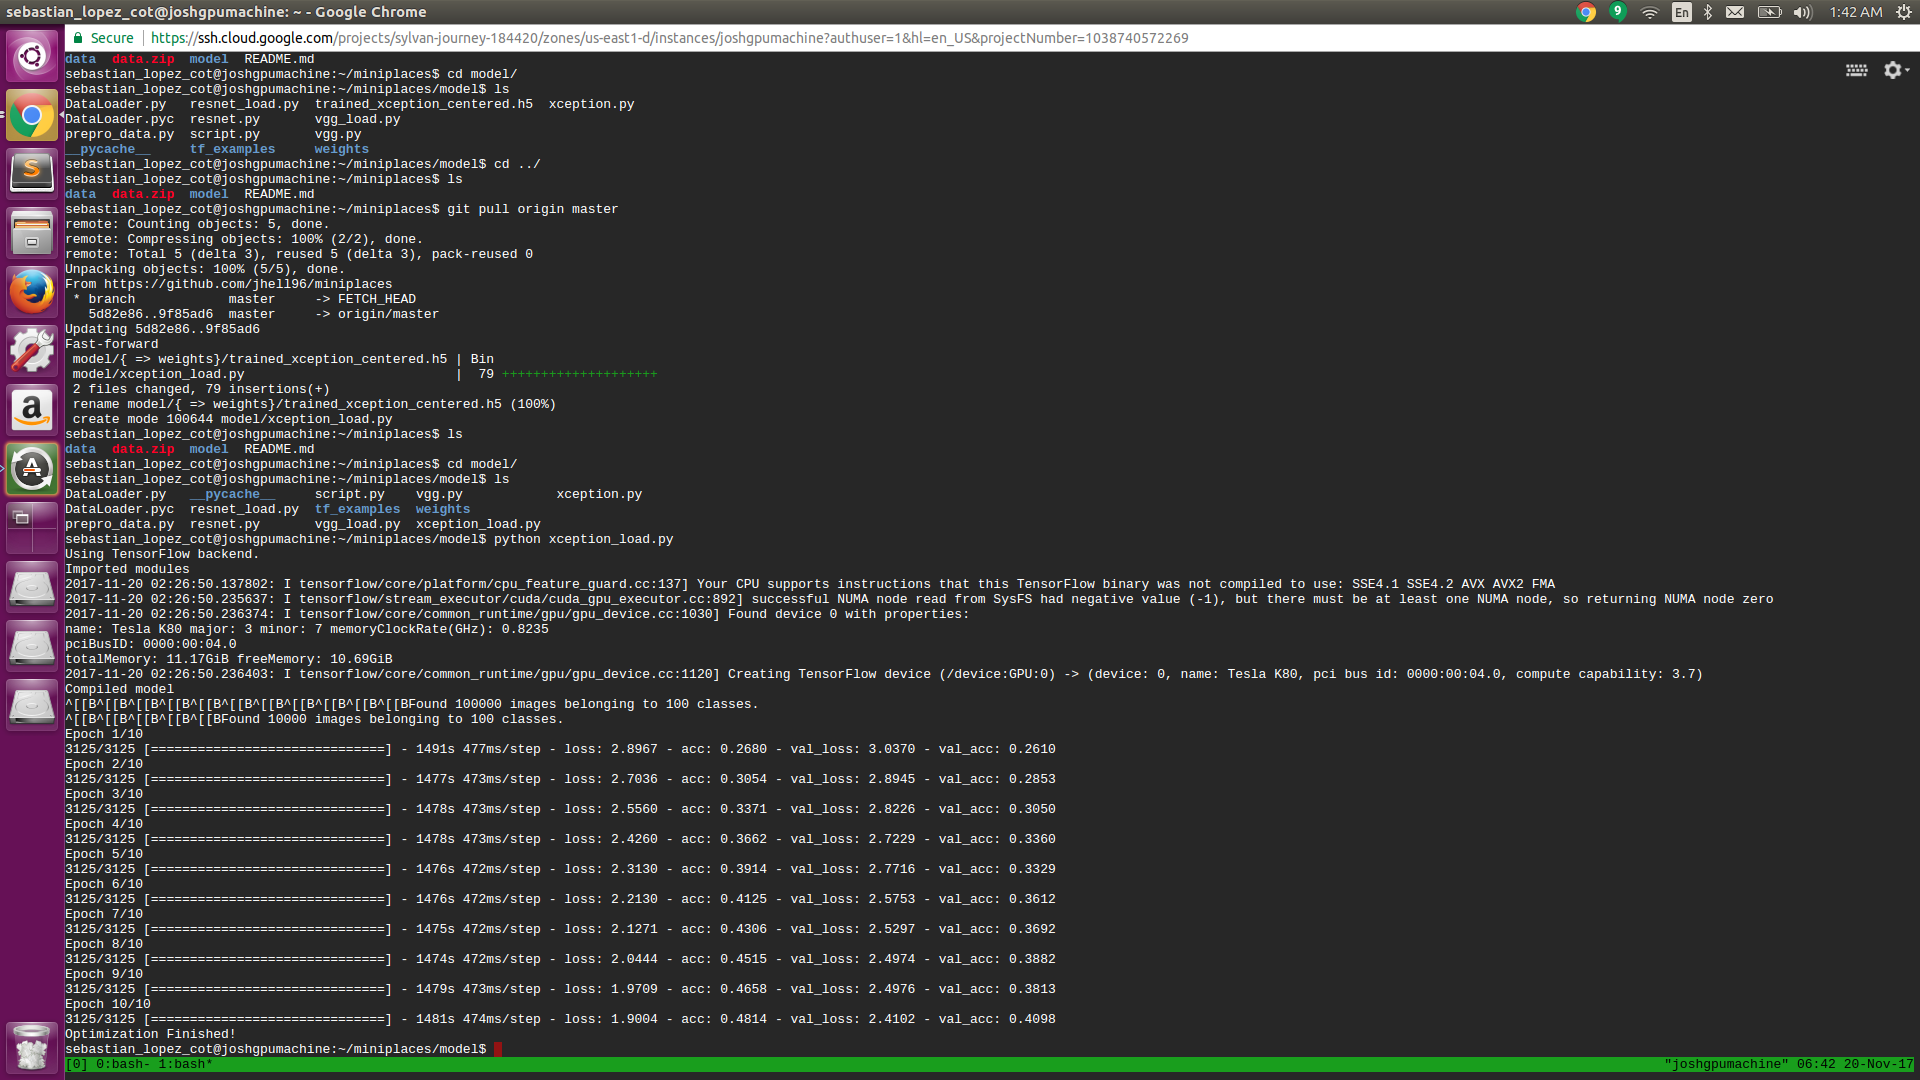 sebastian_lopez_cot@joshgpumachine: ~ - Google Chrome
9 En 1:42 AM
Secure https://ssh.cloud.google.com/projects/sylvan-journey-184420/zones/us-east1-d/instances/joshgpumachine?authuser=1&hl=en_US&projectNumber=1038740572269
data  data.zip  model  README.md
sebastian_lopez_cot@joshgpumachine:~/miniplaces$ cd model/
sebastian_lopez_cot@joshgpumachine:~/miniplaces/model$ ls
DataLoader.py   resnet_load.py  trained_xception_centered.h5  xception.py
DataLoader.pyc  resnet.py       vgg_load.py
prepro_data.py  script.py       vgg.py
__pycache__     tf_examples     weights
sebastian_lopez_cot@joshgpumachine:~/miniplaces/model$ cd ../
sebastian_lopez_cot@joshgpumachine:~/miniplaces$ ls
data  data.zip  model  README.md
sebastian_lopez_cot@joshgpumachine:~/miniplaces$ git pull origin master
remote: Counting objects: 5, done.
remote: Compressing objects: 100% (2/2), done.
remote: Total 5 (delta 3), reused 5 (delta 3), pack-reused 0
Unpacking objects: 100% (5/5), done.
From https://github.com/jhell96/miniplaces
 * branch            master     -> FETCH_HEAD
   5d82e86..9f85ad6  master     -> origin/master
Updating 5d82e86..9f85ad6
Fast-forward
 model/{ => weights}/trained_xception_centered.h5 | Bin
 model/xception_load.py                           |  79 ++++++++++++++++++++
 2 files changed, 79 insertions(+)
 rename model/{ => weights}/trained_xception_centered.h5 (100%)
 create mode 100644 model/xception_load.py
sebastian_lopez_cot@joshgpumachine:~/miniplaces$ ls
data  data.zip  model  README.md
sebastian_lopez_cot@joshgpumachine:~/miniplaces$ cd model/
sebastian_lopez_cot@joshgpumachine:~/miniplaces/model$ ls
DataLoader.py   __pycache__     script.py    vgg.py            xception.py
DataLoader.pyc  resnet_load.py  tf_examples  weights
prepro_data.py  resnet.py       vgg_load.py  xception_load.py
sebastian_lopez_cot@joshgpumachine:~/miniplaces/model$ python xception_load.py
Using TensorFlow backend.
Imported modules
2017-11-20 02:26:50.137802: I tensorflow/core/platform/cpu_feature_guard.cc:137] Your CPU supports instructions that this TensorFlow binary was not compiled to use: SSE4.1 SSE4.2 AVX AVX2 FMA
2017-11-20 02:26:50.235637: I tensorflow/stream_executor/cuda/cuda_gpu_executor.cc:892] successful NUMA node read from SysFS had negative value (-1), but there must be at least one NUMA node, so returning NUMA node zero
2017-11-20 02:26:50.236374: I tensorflow/core/common_runtime/gpu/gpu_device.cc:1030] Found device 0 with properties:
name: Tesla K80 major: 3 minor: 7 memoryClockRate(GHz): 0.8235
pciBusID: 0000:00:04.0
totalMemory: 11.17GiB freeMemory: 10.69GiB
2017-11-20 02:26:50.236403: I tensorflow/core/common_runtime/gpu/gpu_device.cc:1120] Creating TensorFlow device (/device:GPU:0) -> (device: 0, name: Tesla K80, pci bus id: 0000:00:04.0, compute capability: 3.7)
Compiled model
^[[B^[[B^[[B^[[B^[[B^[[B^[[B^[[B^[[B^[[B^[[BFound 100000 images belonging to 100 classes.
^[[B^[[B^[[B^[[B^[[BFound 10000 images belonging to 100 classes.
Epoch 1/10
3125/3125 [==============================] - 1491s 477ms/step - loss: 2.8967 - acc: 0.2680 - val_loss: 3.0370 - val_acc: 0.2610
Epoch 2/10
3125/3125 [==============================] - 1477s 473ms/step - loss: 2.7036 - acc: 0.3054 - val_loss: 2.8945 - val_acc: 0.2853
Epoch 3/10
3125/3125 [==============================] - 1478s 473ms/step - loss: 2.5560 - acc: 0.3371 - val_loss: 2.8226 - val_acc: 0.3050
Epoch 4/10
3125/3125 [==============================] - 1478s 473ms/step - loss: 2.4260 - acc: 0.3662 - val_loss: 2.7229 - val_acc: 0.3360
Epoch 5/10
3125/3125 [==============================] - 1476s 472ms/step - loss: 2.3130 - acc: 0.3914 - val_loss: 2.7716 - val_acc: 0.3329
Epoch 6/10
3125/3125 [==============================] - 1476s 472ms/step - loss: 2.2130 - acc: 0.4125 - val_loss: 2.5753 - val_acc: 0.3612
Epoch 7/10
3125/3125 [==============================] - 1475s 472ms/step - loss: 2.1271 - acc: 0.4306 - val_loss: 2.5297 - val_acc: 0.3692
Epoch 8/10
3125/3125 [==============================] - 1474s 472ms/step - loss: 2.0444 - acc: 0.4515 - val_loss: 2.4974 - val_acc: 0.3882
Epoch 9/10
3125/3125 [==============================] - 1479s 473ms/step - loss: 1.9709 - acc: 0.4658 - val_loss: 2.4976 - val_acc: 0.3813
Epoch 10/10
3125/3125 [==============================] - 1481s 474ms/step - loss: 1.9004 - acc: 0.4814 - val_loss: 2.4102 - val_acc: 0.4098
Optimization Finished!
sebastian_lopez_cot@joshgpumachine:~/miniplaces/model$
[0] 0:bash- 1:bash* "joshgpumachine" 06:42 20-Nov-17